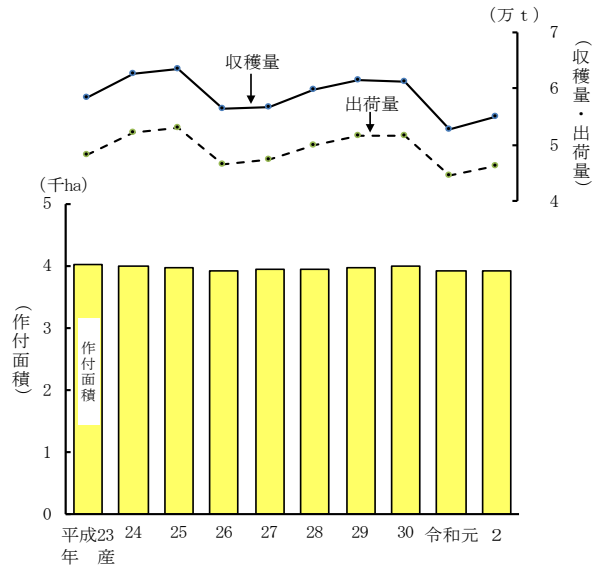 （万ｔ）
7
6
5
4
（収穫量・出荷量）
収穫量
出荷量
（千ha）
5
4
3
2
1
0
（作付面積）
作付面積
平成23 24 25 26 27 28 29 30 令和元 2
年 産